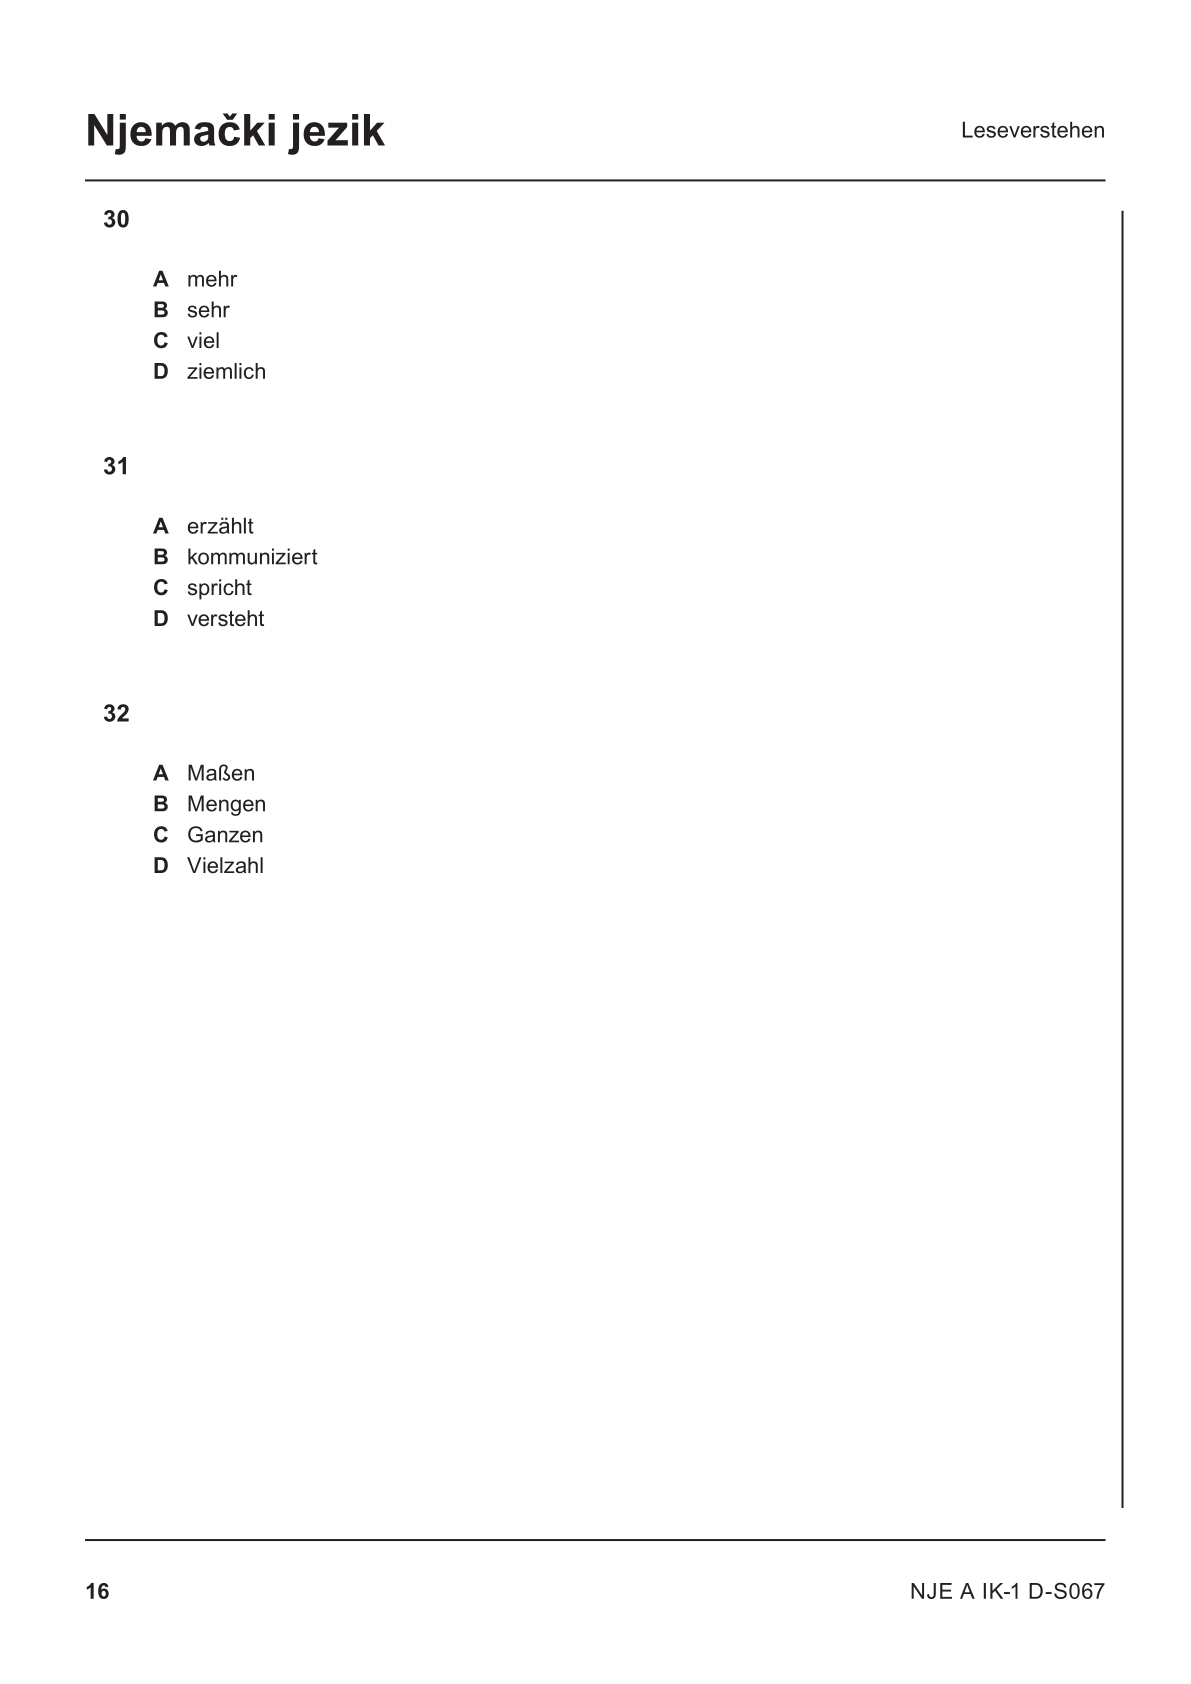 Njemački jezik
Leseverstehen
30
A mehr
B sehr
C viel
D ziemlich
31
A erzählt
B kommuniziert
C spricht
D versteht
32
A Maßen
B Mengen
C Ganzen
D Vielzahl
16
NJE A IK-1 D-S067